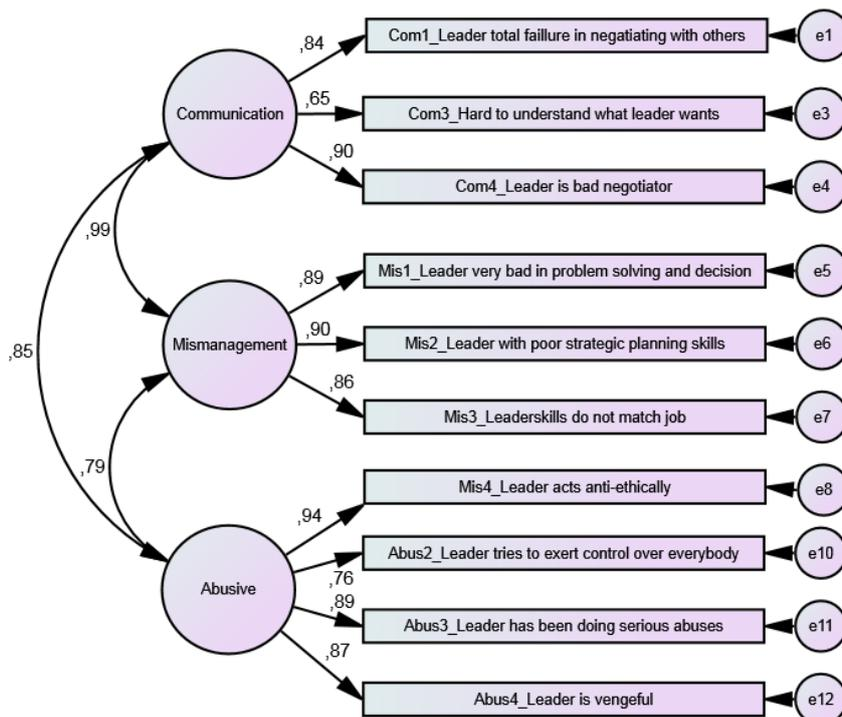 ,84
Com1_Leader total faillure in negatiating with others
e1
Communication
,65
Com3_Hard to understand what leader wants
e3
,90
Com4_Leader is bad negotiator
e4
,99
,89
Mis1_Leader very bad in problem solving and decision
e5
Mismanagement
,90
Mis2_Leader with poor strategic planning skills
e6
,85
,86
Mis3_Leaderskills do not match job
e7
,79
,94
Mis4_Leader acts anti-ethically
e8
Abusive
,76
Abus2_Leader tries to exert control over everybody
e10
,89
Abus3_Leader has been doing serious abuses
e11
,87
Abus4_Leader is vengeful
e12